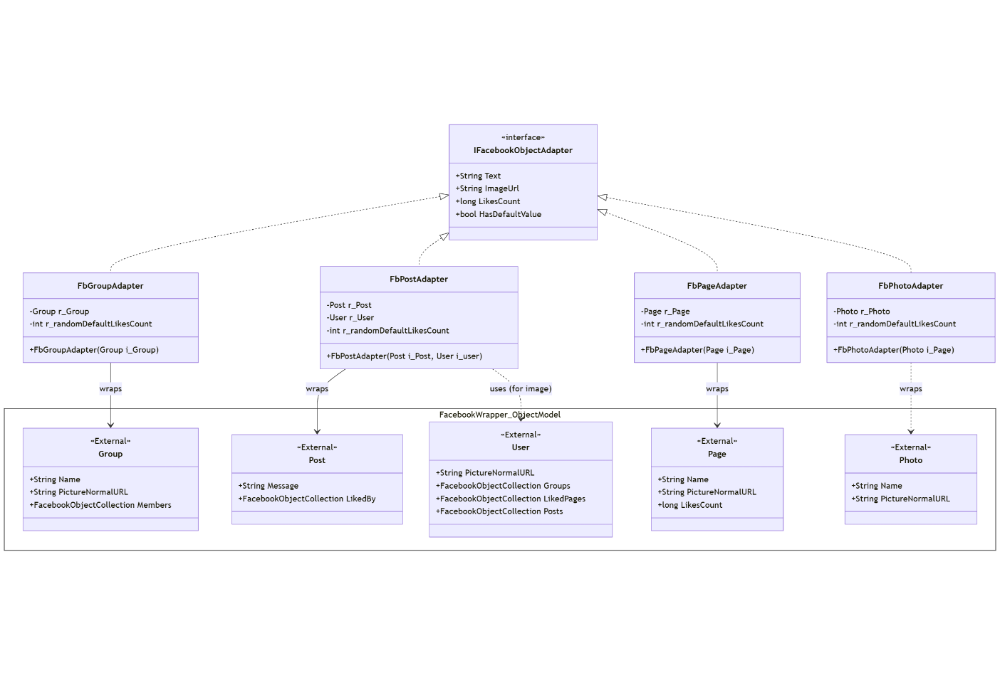 «interface»
IFacebookObjectAdapter
+String Text
+String ImageUrl
+long LikesCount
+bool HasDefaultValue
FbGroupAdapter
-Group r_Group
-int r_randomDefaultLikesCount
+FbGroupAdapter(Group i_Group)
FbPostAdapter
-Post r_Post
-User r_User
-int r_randomDefaultLikesCount
+FbPostAdapter(Post i_Post, User i_user)
FbPageAdapter
-Page r_Page
-int r_randomDefaultLikesCount
+FbPageAdapter(Page i_Page)
FbPhotoAdapter
-Photo r_Photo
-int r_randomDefaultLikesCount
+FbPhotoAdapter(Photo i_Page)
wraps
wraps
uses (for image)
wraps
wraps
FacebookWrapper_ObjectModel
«External»
Group
+String Name
+String PictureNormalURL
+FacebookObjectCollection Members
«External»
Post
+String Message
+FacebookObjectCollection LikedBy
«External»
User
+String PictureNormalURL
+FacebookObjectCollection Groups
+FacebookObjectCollection LikedPages
+FacebookObjectCollection Posts
«External»
Page
+String Name
+String PictureNormalURL
+long LikesCount
«External»
Photo
+String Name
+String PictureNormalURL